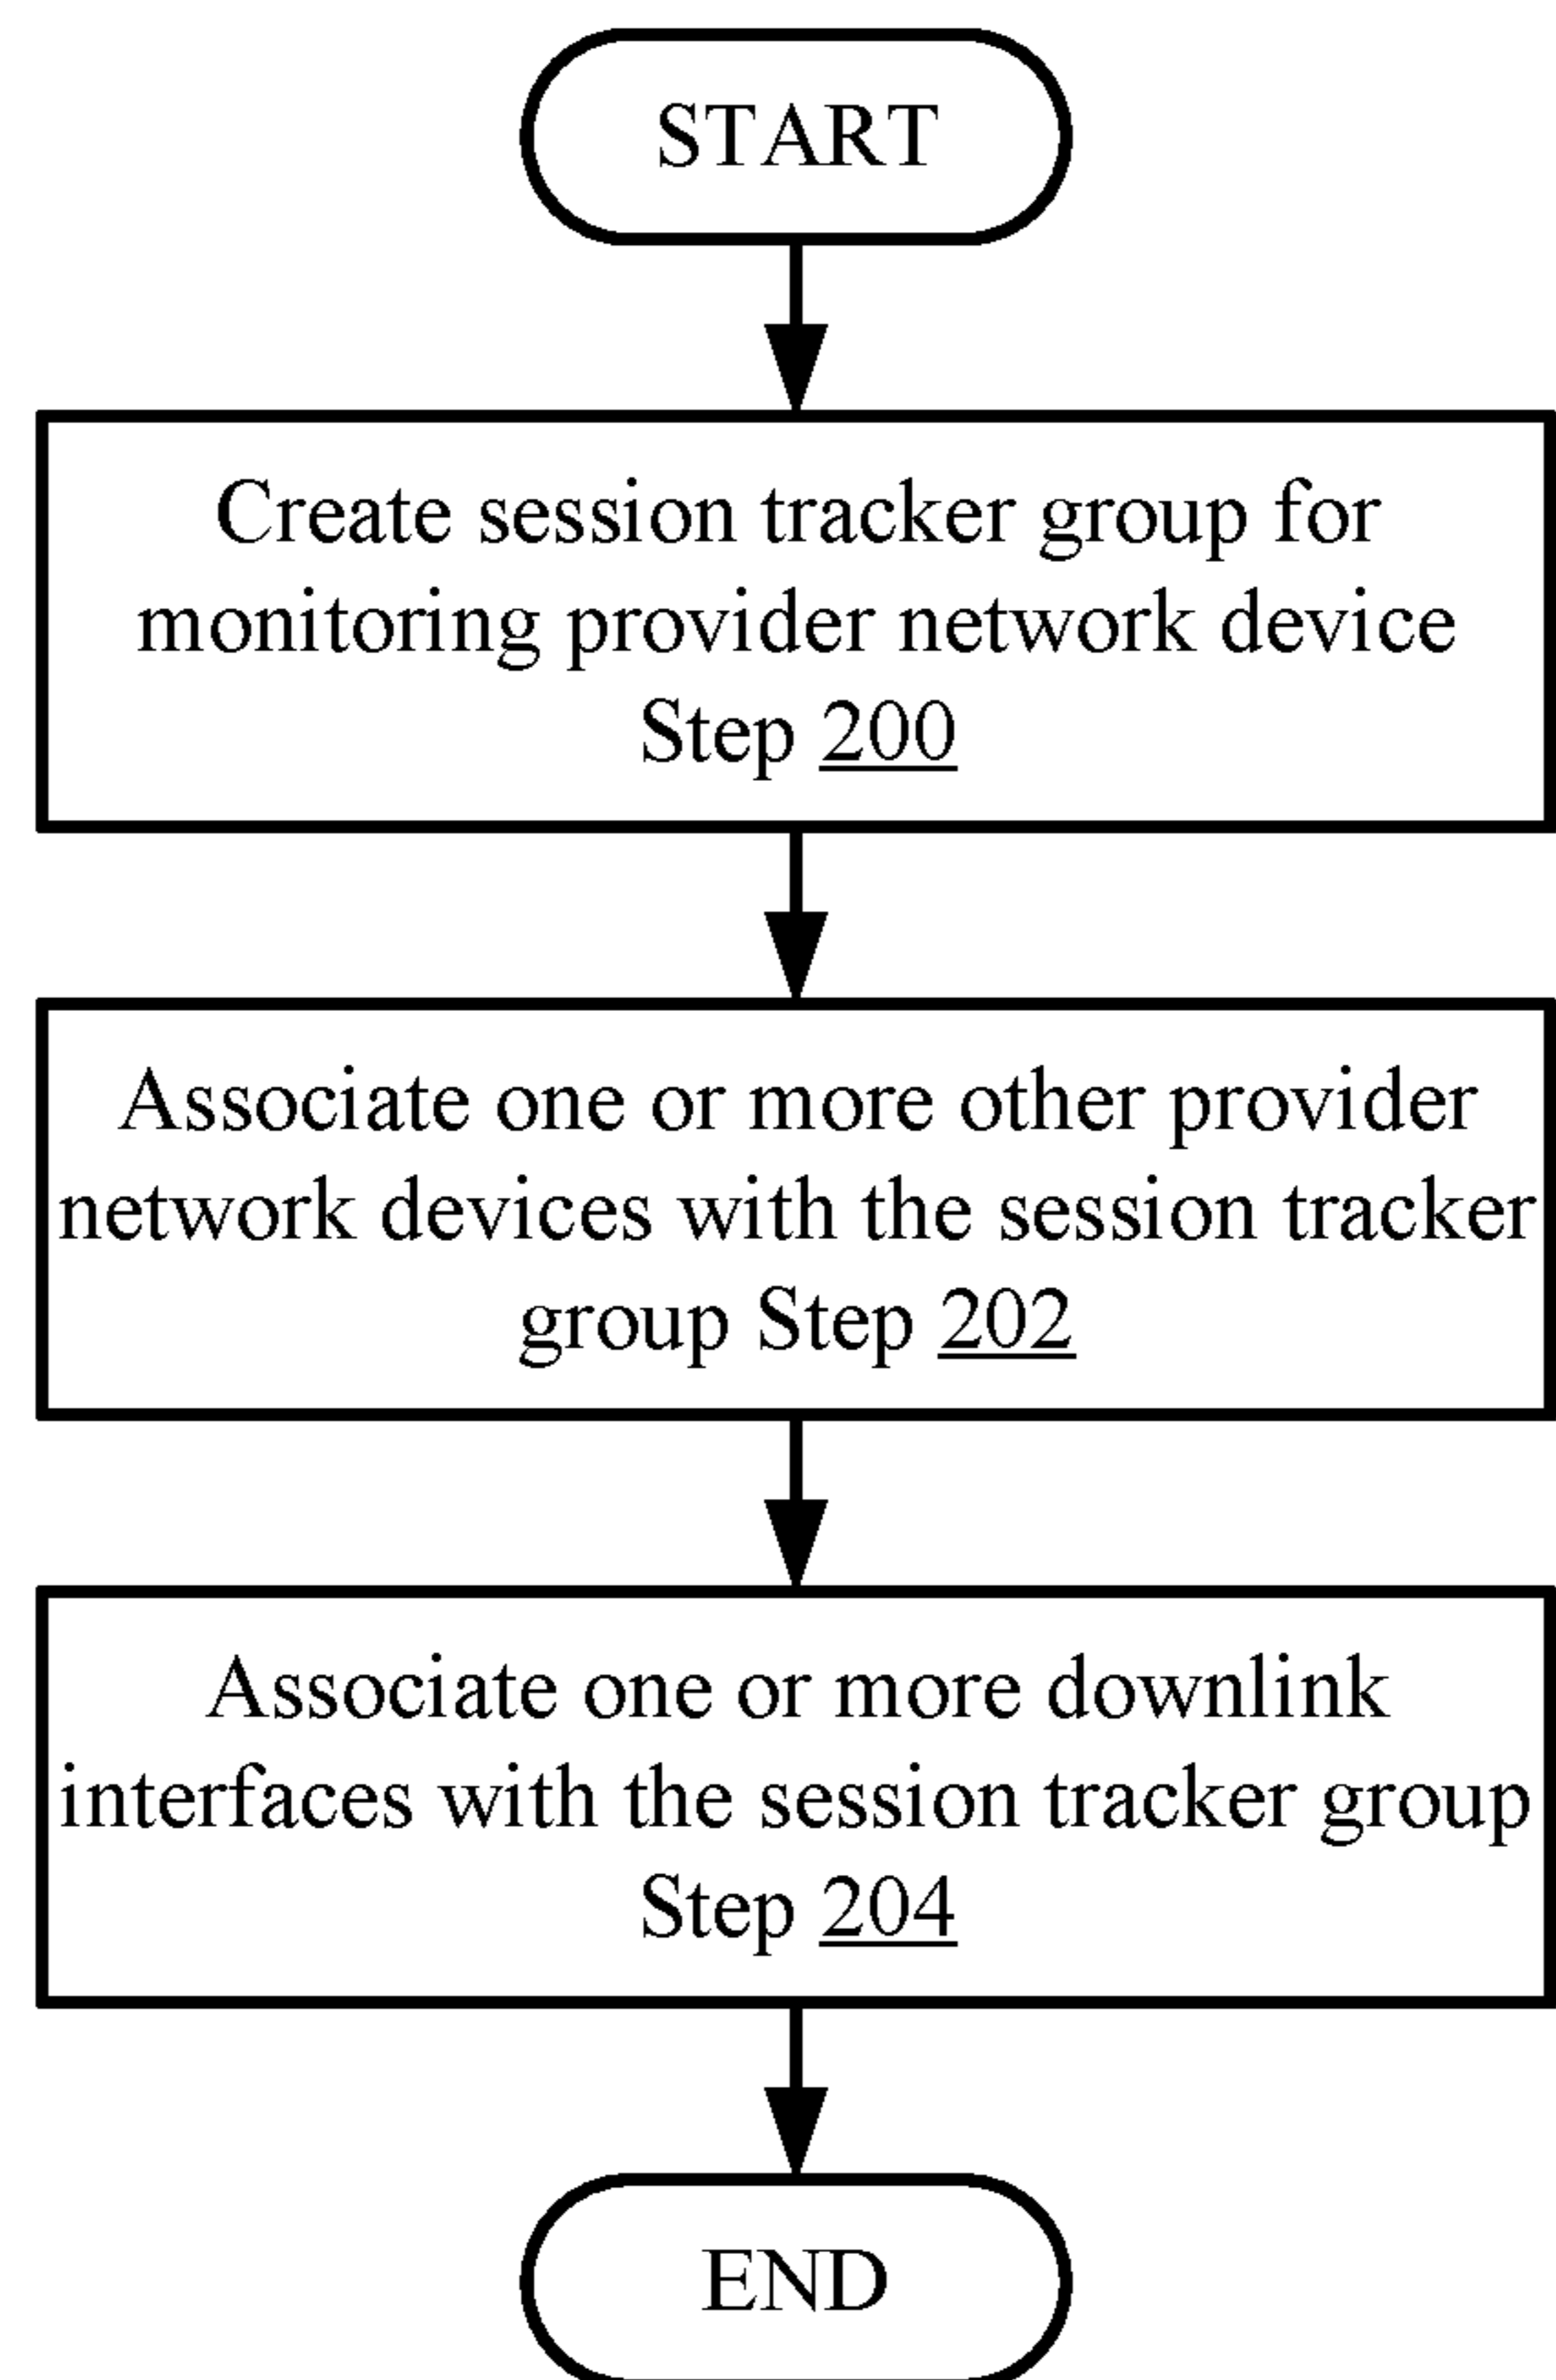 START
Create session tracker group for
monitoring provider network device
Step 200
Associate one or more other provider
network devices with the session tracker
group Step 202
Associate one or more downlink
interfaces with the session tracker group
Step 204
END